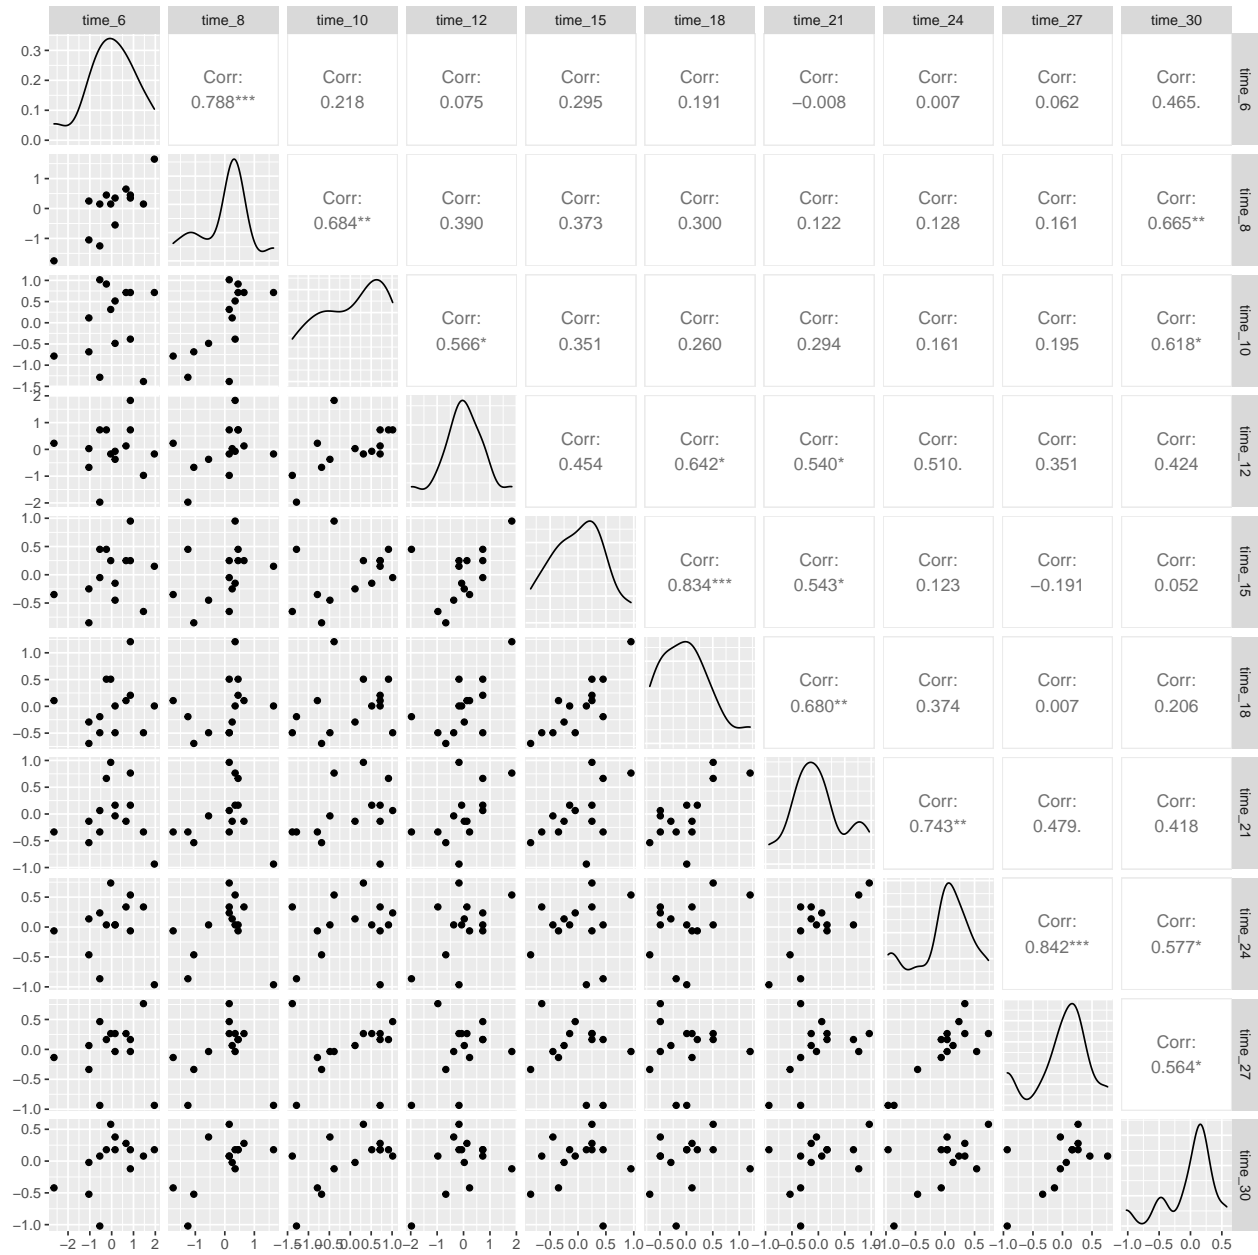 time_6 time_8 time_10 time_12 time_15 time_18 time_21 time_24 time_27 time_30
0.3
0.2
0.1
0.0
Corr: Corr: Corr: Corr: Corr: Corr: Corr: Corr: Corr:
0.788*** 0.218 0.075 0.295 0.191 −0.008 0.007 0.062 0.465.
time_6
1
0
−1
Corr: Corr: Corr: Corr: Corr: Corr: Corr: Corr:
0.684** 0.390 0.373 0.300 0.122 0.128 0.161 0.665**
time_8
1.0
0.5
0.0
−0.5
−1.0
−1.5
Corr: Corr: Corr: Corr: Corr: Corr: Corr:
0.566* 0.351 0.260 0.294 0.161 0.195 0.618*
time_10
2
1
0
−1
−2
Corr: Corr: Corr: Corr: Corr: Corr:
0.454 0.642* 0.540* 0.510. 0.351 0.424
time_12
1.0
0.5
0.0
−0.5
Corr: Corr: Corr: Corr: Corr:
0.834*** 0.543* 0.123 −0.191 0.052
time_15
1.0
0.5
0.0
−0.5
Corr: Corr: Corr: Corr:
0.680** 0.374 0.007 0.206
time_18
1.0
0.5
0.0
−0.5
−1.0
Corr: Corr: Corr:
0.743** 0.479. 0.418
time_21
0.5
0.0
−0.5
−1.0
Corr: Corr:
0.842*** 0.577*
time_24
0.5
0.0
−0.5
−1.0
Corr:
0.564*
time_27
0.5
0.0
−0.5
−1.0
time_30
−2 −1 0 1 2 −1 0 1 −1.5 −1.0 −0.5 0.0 0.5 1.0 −2 −1 0 1 2 −0.5 0.0 0.5 1.0 −0.5 0.0 0.5 1.0 −1.0 −0.5 0.0 0.5 1.0 −1.0 −0.5 0.0 0.5 −1.0 −0.5 0.0 0.5 −1.0 −0.5 0.0 0.5